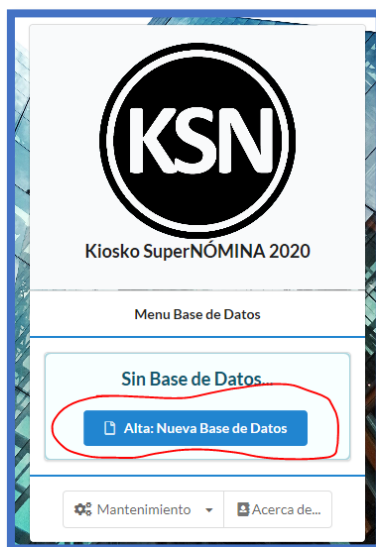 KSN
Kiosko SuperNÓMINA 2020
Menu Base de Datos
Sin Base de Datos...
Alta: Nueva Base de Datos
Mantenimiento Acerca de...